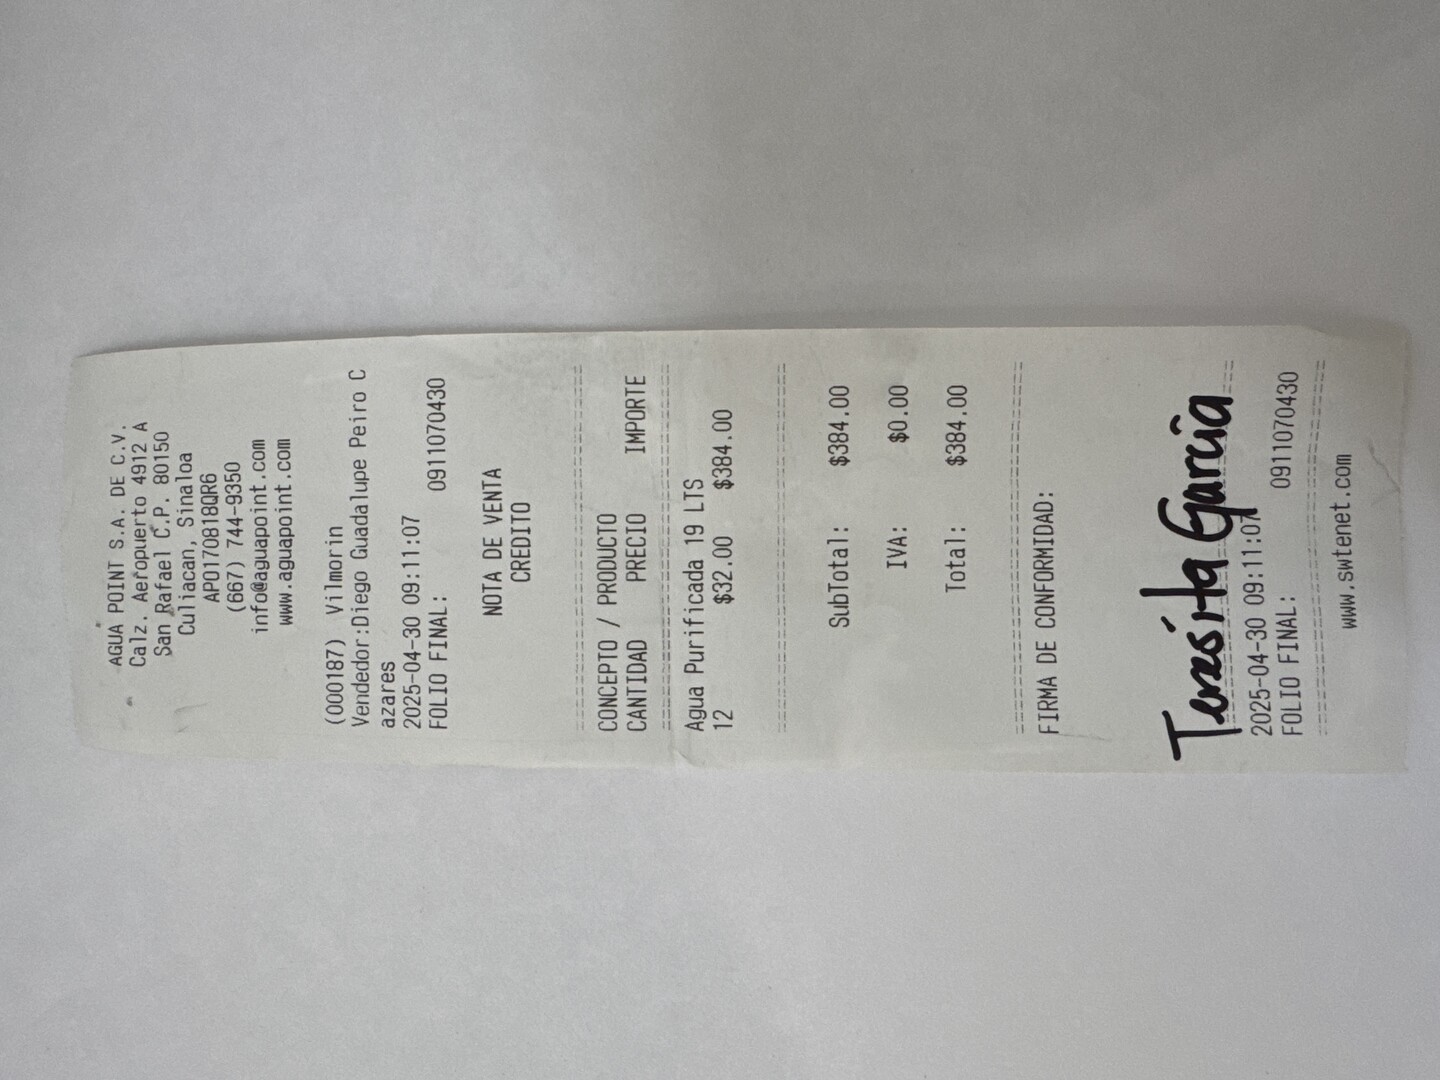 AGUA POINT S.A. DE C.V.
Calz. Aeropuerto 4912 A
San Rafael C.P. 80150
Culiacan, Sinaloa
APO170818QR6
(667) 744-9350
info@aguapoint.com
www.aguapoint.com
(000187) Vilmorin
Vendedor:Diego Guadalupe Peiro C
azares
2025-04-30 09:11:07
FOLIO FINAL: 0911070430
NOTA DE VENTA
CREDITO
CONCEPTO / PRODUCTO
CANTIDAD PRECIO IMPORTE
Agua Purificada 19 LTS
12 $32.00 $384.00
SubTotal: $384.00
IVA: $0.00
Total: $384.00
FIRMA DE CONFORMIDAD:
Teresita García
2025-04-30 09:11:07
FOLIO FINAL: 0911070430
www.swtenet.com